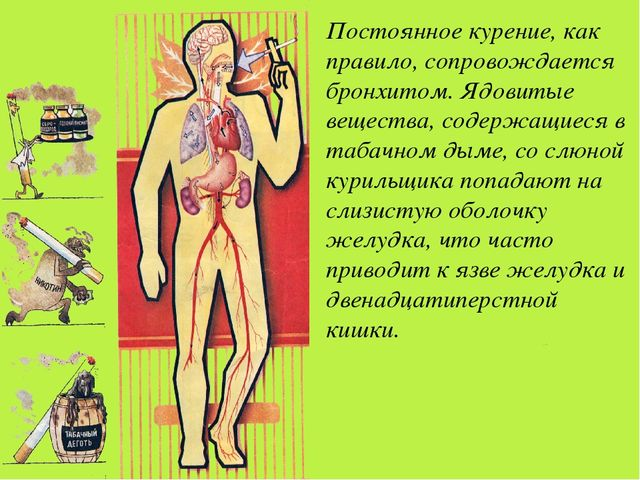 Постоянное курение, как
правило, сопровождается
бронхитом. Ядовитые
вещества, содержащиеся в
табачном дыме, со слюной
курильщика попадают на
слизистую оболочку
желудка, что часто
приводит к язве желудка и
двенадцатиперстной
кишки.
НИКОТИН
ТАБАЧНЫЙ
ДЕГОТЬ